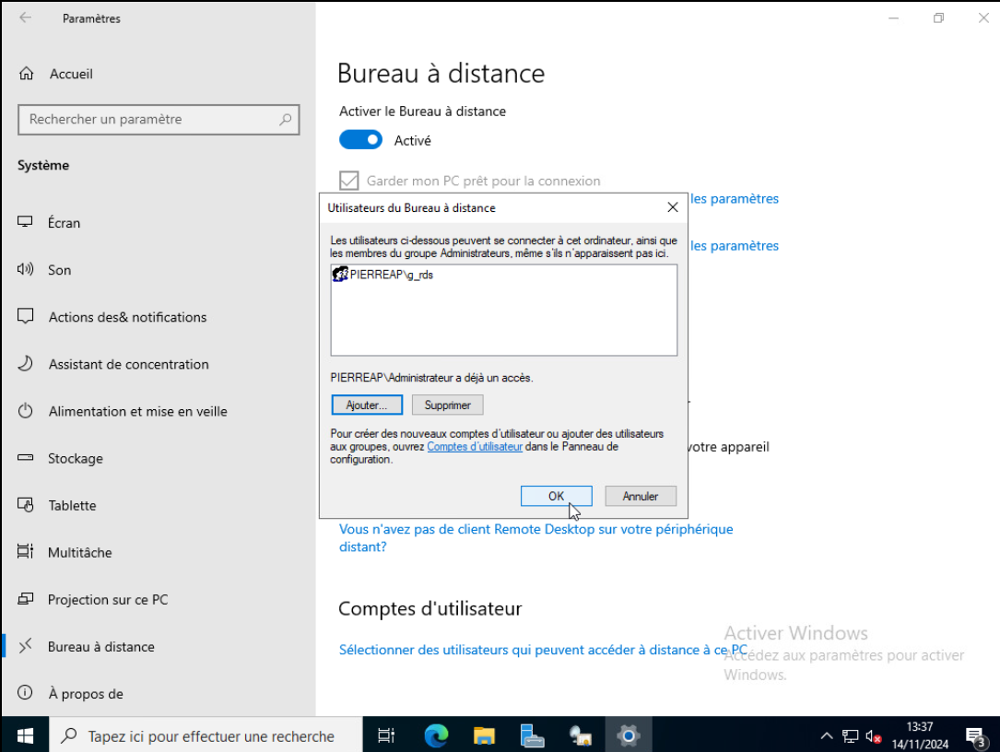 Paramètres
Accueil
Rechercher un paramètre
Système
Écran
Son
Actions des& notifications
Assistant de concentration
Alimentation et mise en veille
Stockage
Tablette
Multitâche
Projection sur ce PC
Bureau à distance
À propos de
Bureau à distance
Activer le Bureau à distance
Activé
Garder mon PC prêt pour la connexion
les paramètres
les paramètres
Utilisateurs du Bureau à distance
Les utilisateurs ci-dessous peuvent se connecter à cet ordinateur, ainsi que
les membres du groupe Administrateurs, même s'ils n'apparaissent pas ici.
PIERREAP\g_rds
PIERREAP\Administrateur a déjà un accès.
Ajouter...
Supprimer
Pour créer des nouveaux comptes d'utilisateur ou ajouter des utilisateurs
aux groupes, ouvrez Comptes d'utilisateur dans le Panneau de
configuration.
OK
Annuler
votre appareil
Vous n'avez pas de client Remote Desktop sur votre périphérique
distant?
Comptes d'utilisateur
Sélectionner des utilisateurs qui peuvent accéder à distance à ce PC
Activer Windows
Accédez aux paramètres pour activer
Windows.
Tapez ici pour effectuer une recherche
13:37
14/11/2024
3